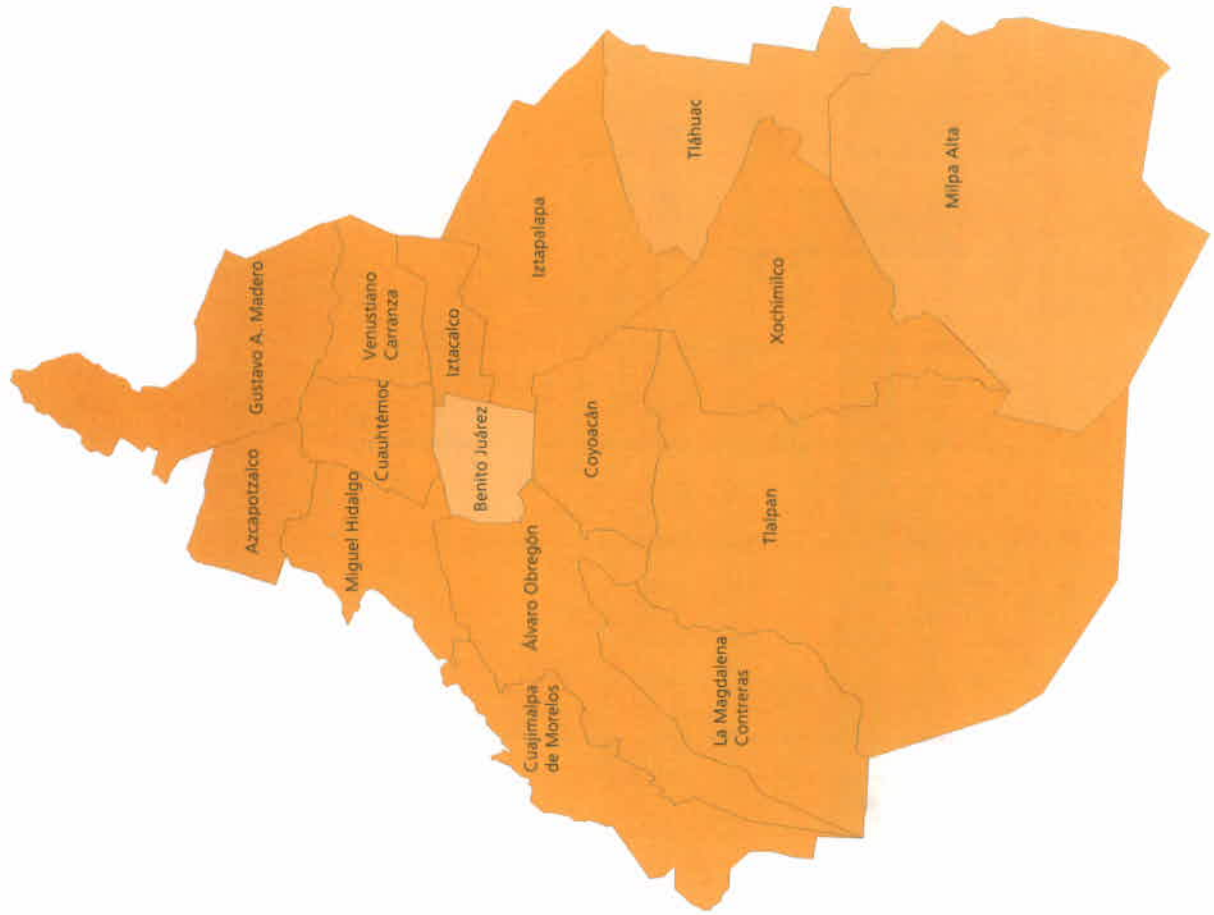 Gustavo A. Madero
Azcapotzalco
Venustiano
Carranza
Cuauhtémoc
Miguel Hidalgo
Iztacalco
Benito Juárez
Iztapalapa
Coyoacán
Álvaro Obregón
Cuajimalpa
de Morelos
Tláhuac
Xochimilco
Tlalpan
La Magdalena
Contreras
Milpa Alta